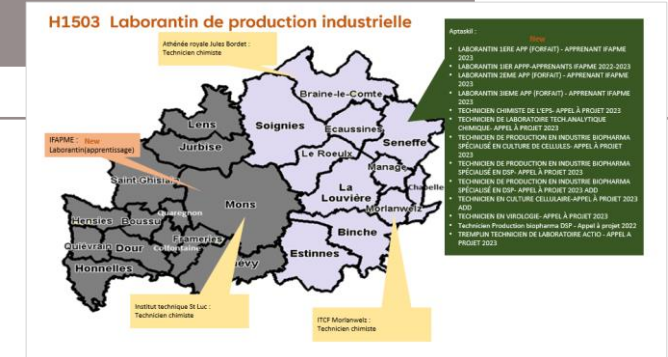 H1503 Laborantin de production industrielle
Athénée royale Jules Bordet :
Technicien chimiste
Aptaskil :
New
• LABORANTIN 1ERE APP (FORFAIT) - APPRENANT IFAPME
2023
• LABORANTIN 1IER APPP-APPRENANTS IFAPME 2022-2023
• LABORANTIN 2EME APP (FORFAIT) - APPRENANT IFAPME
2023
• LABORANTIN 3IEME APP (FORFAIT) - APPRENANT IFAPME
2023
• TECHNICIEN CHIMISTE DE L'EPS- APPEL À PROJET 2023
• TECHNICIEN DE LABORATOIRE TECH.ANALYTIQUE
CHIMIQUE- APPEL À PROJET 2023
• TECHNICIEN DE PRODUCTION EN INDUSTRIE BIOPHARMA
SPÉCIALISÉ EN CULTURE DE CELLULES- APPEL À PROJET
2023
• TECHNICIEN DE PRODUCTION EN INDUSTRIE BIOPHARMA
SPÉCIALISÉ EN DSP- APPEL À PROJET 2023
• TECHNICIEN DE PRODUCTION EN INDUSTRIE BIOPHARMA
SPÉCIALISÉ EN DSP- APPEL À PROJET 2023 ADD
• TECHNICIEN EN CULTURE CELLULAIRE-APPEL À PROJET 2023
ADD
• TECHNICIEN EN VIROLOGIE- APPEL À PROJET 2023
• Technicien Production biopharma DSP - Appel à projet 2022
• TREMPLIN TECHNICIEN DE LABORATOIRE ACTIO - APPEL A
PROJET 2023
IFAPME : New
Laborantin(apprentissage)
Braine-le-Comte
Lens
Soignies
Ecaussines
Seneffe
Jurbise
Le Roeulx
Manage
Saint Ghislain
La
Louvière
Chapelle
Mons
Morlanwelz
Quaregnon
Hensies
Boussu
Binche
Frameries
Quiévrain
Dour
Colfontaine
Estinnes
Honnelles
évy
Institut technique St Luc :
Technicien chimiste
ITCF Morlanwels :
Technicien chimiste